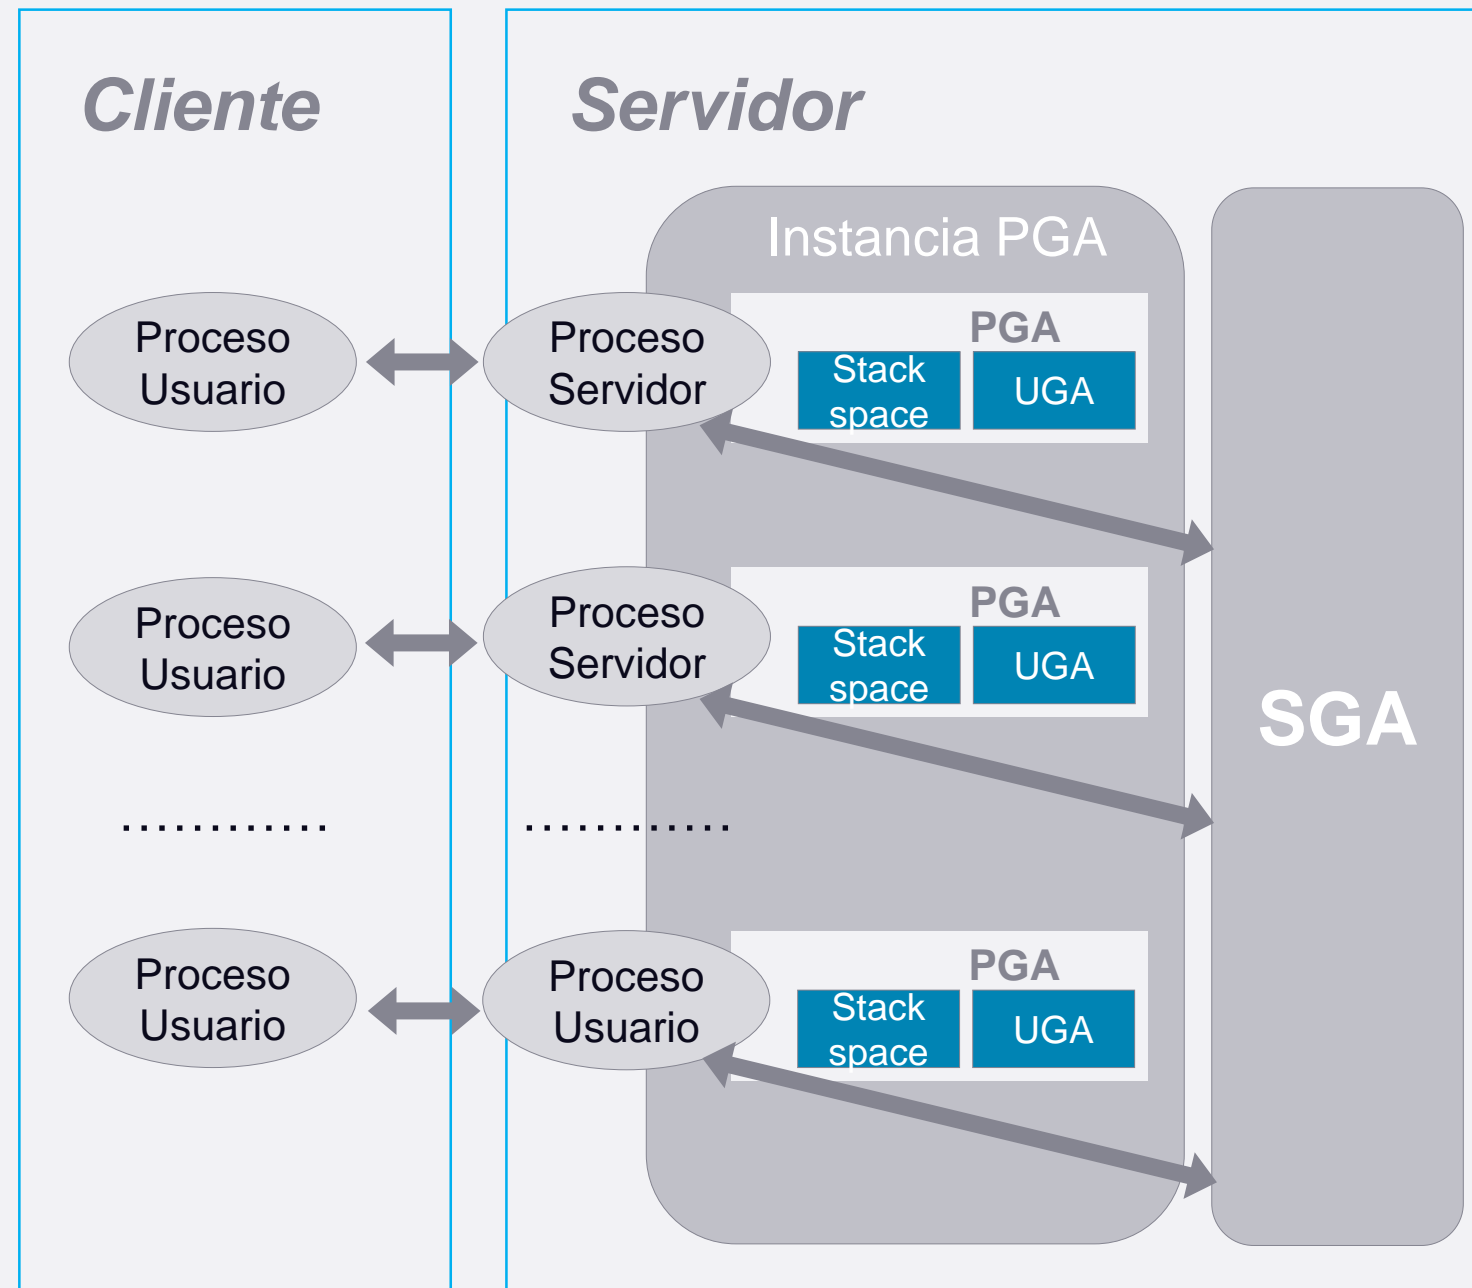 Cliente
Servidor
Instancia PGA
Proceso
Usuario
Proceso
Servidor
PGA
Stack
space
UGA
Proceso
Usuario
Proceso
Servidor
PGA
Stack
space
UGA
SGA
............
............
Proceso
Usuario
Proceso
Usuario
PGA
Stack
space
UGA